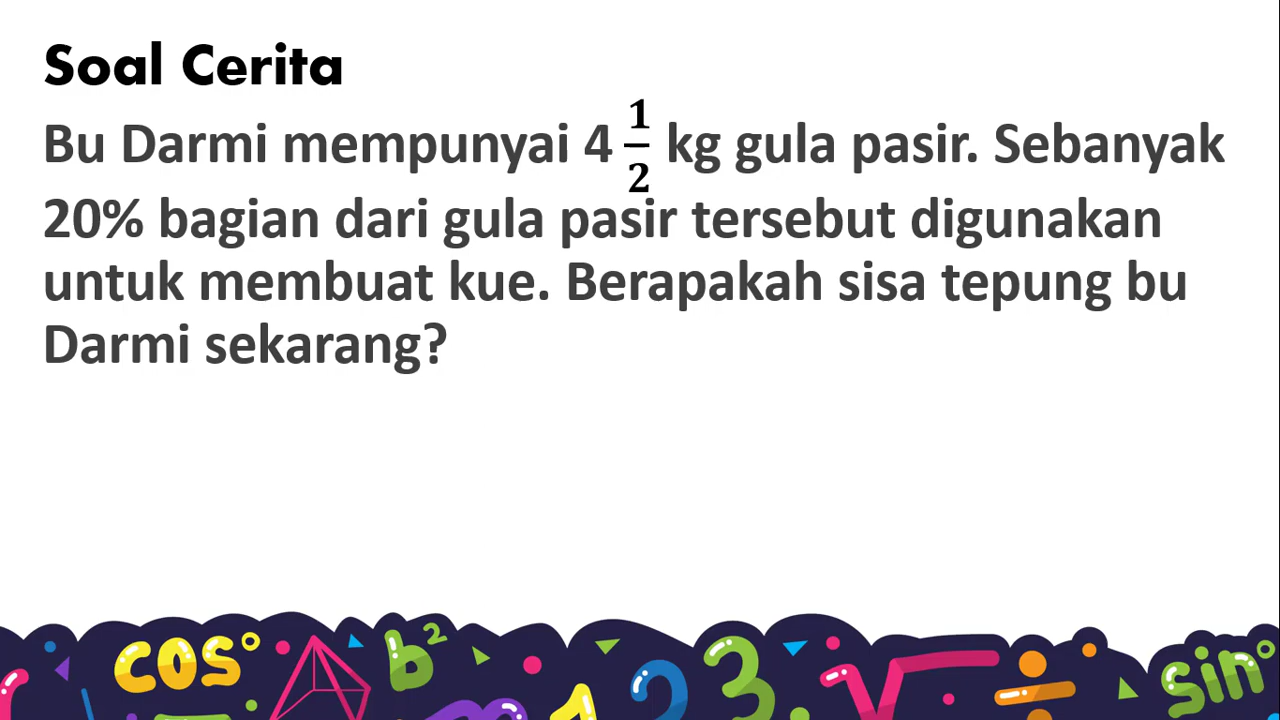 Soal Cerita
Bu Darmi mempunyai 4 1/2 kg gula pasir. Sebanyak
20% bagian dari gula pasir tersebut digunakan
untuk membuat kue. Berapakah sisa tepung bu
Darmi sekarang?
cos° b² 1 2 3 √ ÷ sin°